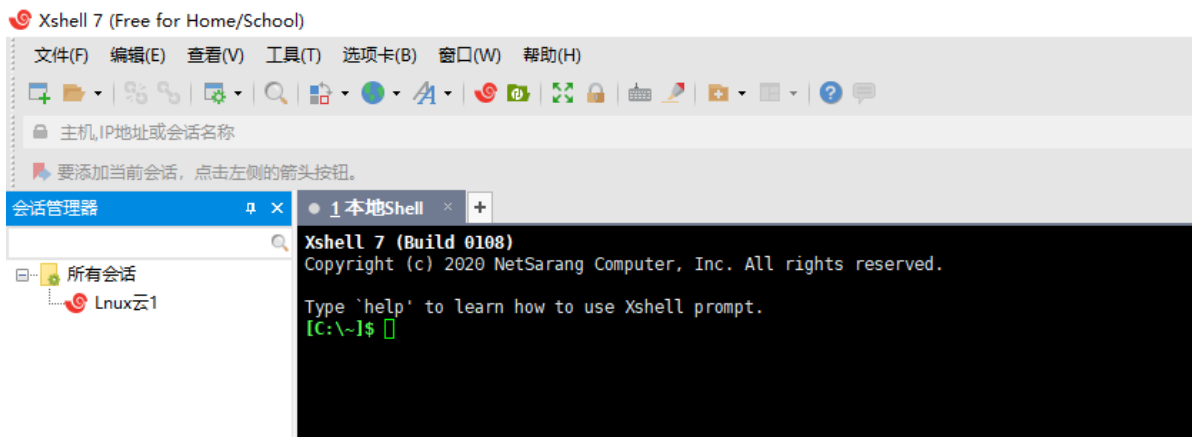 Xshell 7 (Free for Home/School)
文件(F) 编辑(E) 查看(V) 工具(T) 选项卡(B) 窗口(W) 帮助(H)
主机,IP地址或会话名称
要添加当前会话，点击左侧的箭头按钮。
会话管理器
1 本地Shell
所有会话
Lnux云1
Xshell 7 (Build 0108)
Copyright (c) 2020 NetSarang Computer, Inc. All rights reserved.
Type `help' to learn how to use Xshell prompt.
[C:\~]$